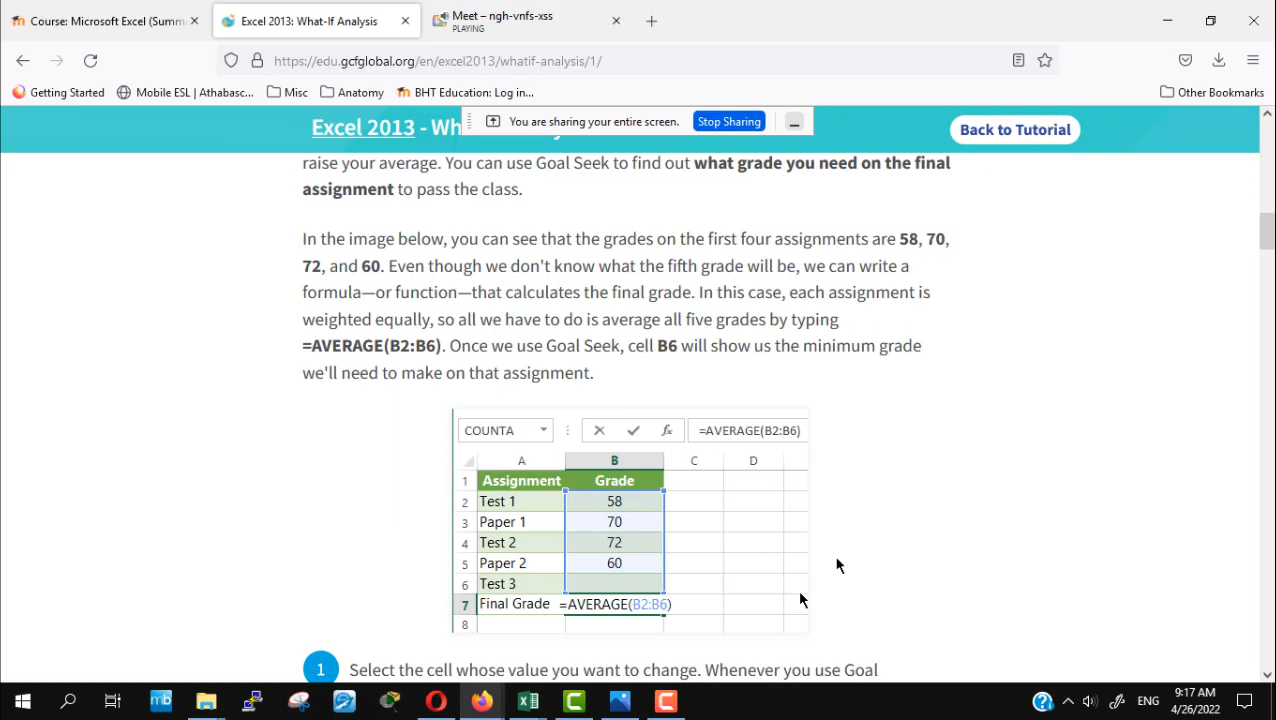 Course: Microsoft Excel (Summ
Excel 2013: What-If Analysis
Meet – ngh-vnfs-xss
PLAYING
https://edu.gcfglobal.org/en/excel2013/whatif-analysis/1/
Getting Started
Mobile ESL | Athabasc...
Misc
Anatomy
BHT Education: Log in...
Other Bookmarks
Excel 2013 - Wh
You are sharing your entire screen.
Stop Sharing
Back to Tutorial
raise your average. You can use Goal Seek to find out what grade you need on the final
assignment to pass the class.
In the image below, you can see that the grades on the first four assignments are 58, 70,
72, and 60. Even though we don't know what the fifth grade will be, we can write a
formula—or function—that calculates the final grade. In this case, each assignment is
weighted equally, so all we have to do is average all five grades by typing
=AVERAGE(B2:B6). Once we use Goal Seek, cell B6 will show us the minimum grade
we'll need to make on that assignment.
COUNTA fx =AVERAGE(B2:B6)
A B C D
1 Assignment Grade
2 Test 1 58
3 Paper 1 70
4 Test 2 72
5 Paper 2 60
6 Test 3
7 Final Grade =AVERAGE(B2:B6)
8
1 Select the cell whose value you want to change. Whenever you use Goal
mb
ENG
9:17 AM
4/26/2022